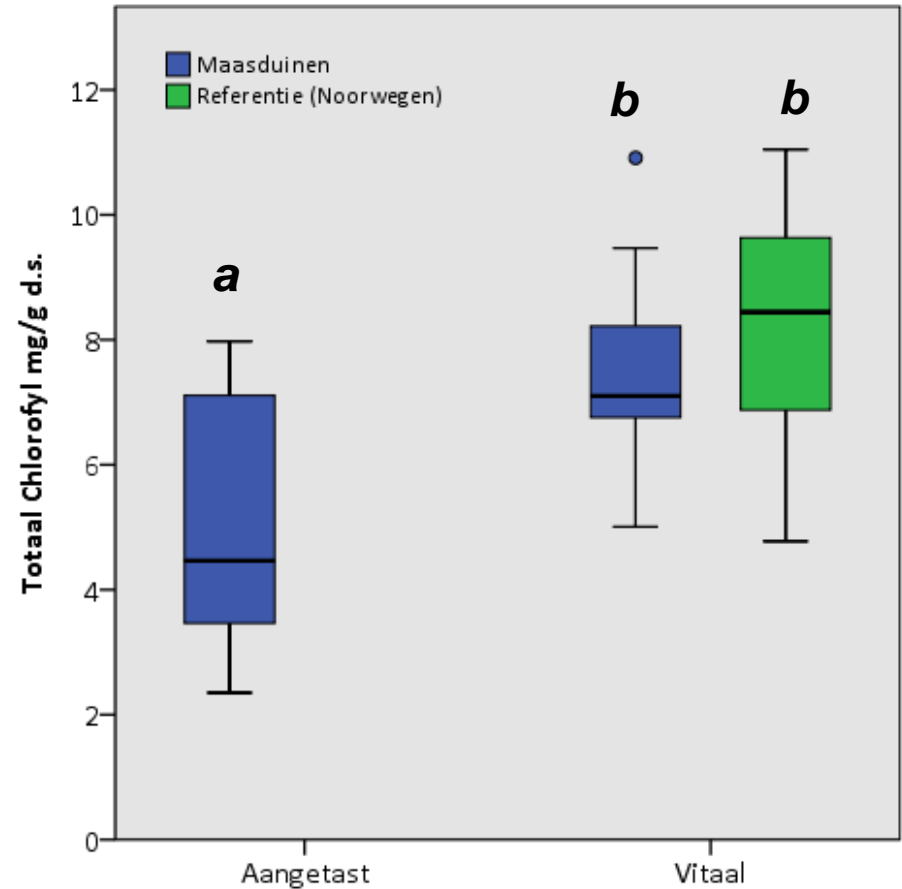 Maasduinen
Referentie (Noorwegen)
Totaal Chlorofyl mg/g d.s.
12
10
8
6
4
2
0
a
b
b
Aangetast
Vitaal